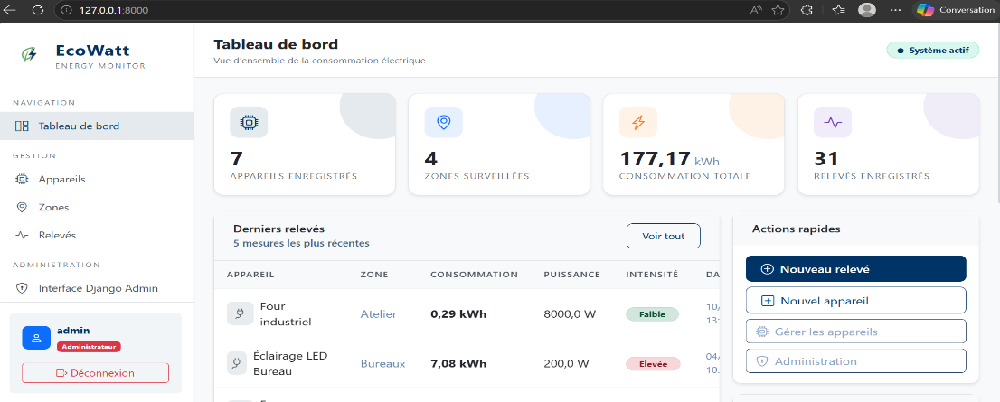 127.0.0.1:8000
Conversation
EcoWatt
ENERGY MONITOR
NAVIGATION
Tableau de bord
GESTION
Appareils
Zones
Relevés
ADMINISTRATION
Interface Django Admin
admin
Administrateur
Déconnexion
Tableau de bord
Vue d'ensemble de la consommation électrique
Système actif
7
APPAREILS ENREGISTRÉS
4
ZONES SURVEILLÉES
177,17 kWh
CONSOMMATION TOTALE
31
RELEVÉS ENREGISTRÉS
Derniers relevés
5 mesures les plus récentes
Voir tout
APPAREIL ZONE CONSOMMATION PUISSANCE INTENSITÉ DA
Four
industriel
Atelier 0,29 kWh 8000,0 W Faible 10/
13:
Éclairage LED
Bureau
Bureaux 7,08 kWh 200,0 W Élevée 04/
10:
Actions rapides
Nouveau relevé
Nouvel appareil
Gérer les appareils
Administration